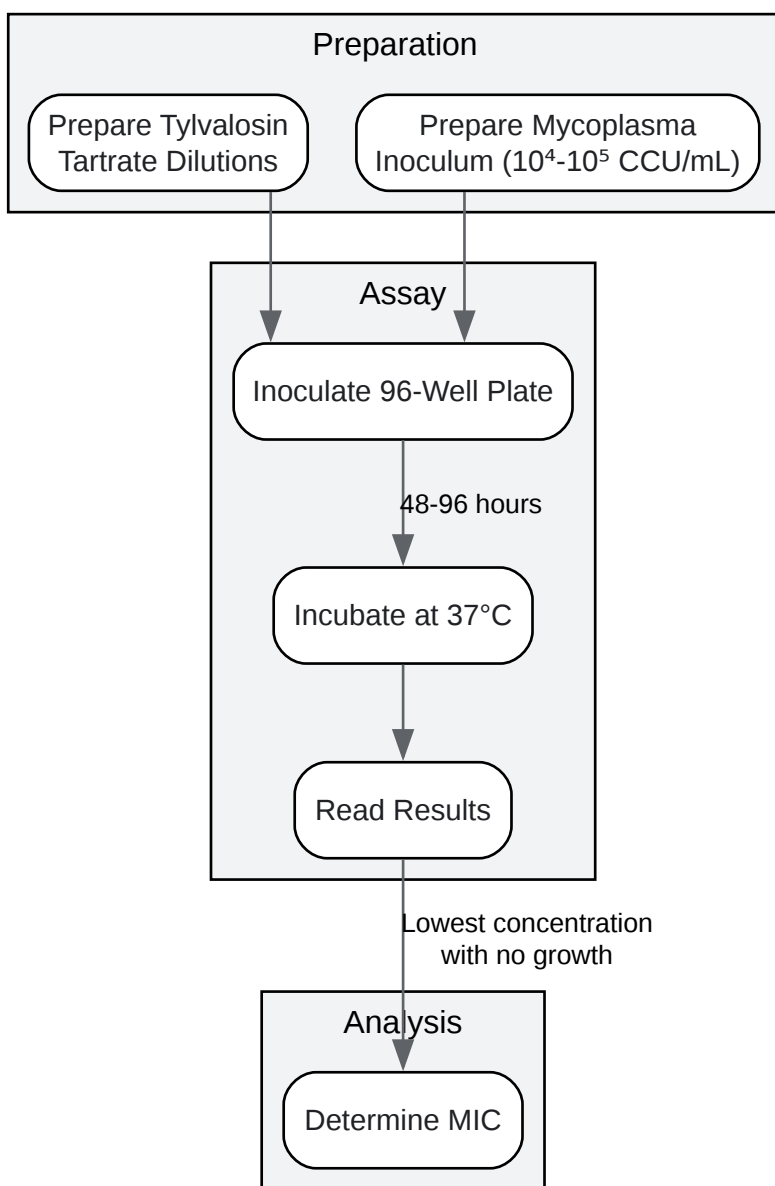 Preparation
Prepare Tylvalosin
Tartrate Dilutions
Prepare Mycoplasma
Inoculum (10⁴-10⁵ CCU/mL)
Assay
Inoculate 96-Well Plate
48-96 hours
Incubate at 37°C
Read Results
Lowest concentration
with no growth
Analysis
Determine MIC